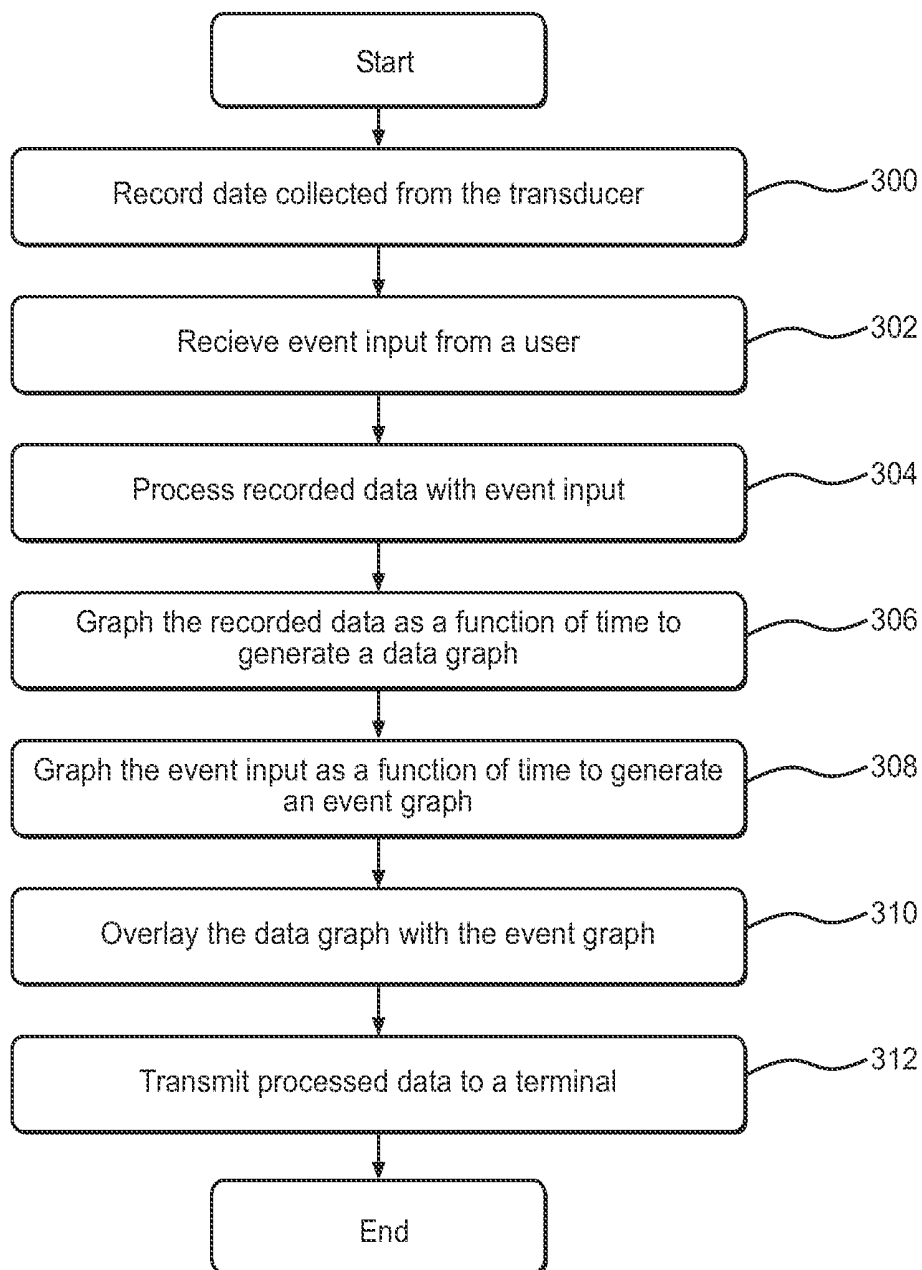 Start
Record date collected from the transducer
300
Recieve event input from a user
302
Process recorded data with event input
304
Graph the recorded data as a function of time to
generate a data graph
306
Graph the event input as a function of time to generate
an event graph
308
Overlay the data graph with the event graph
310
Transmit processed data to a terminal
312
End